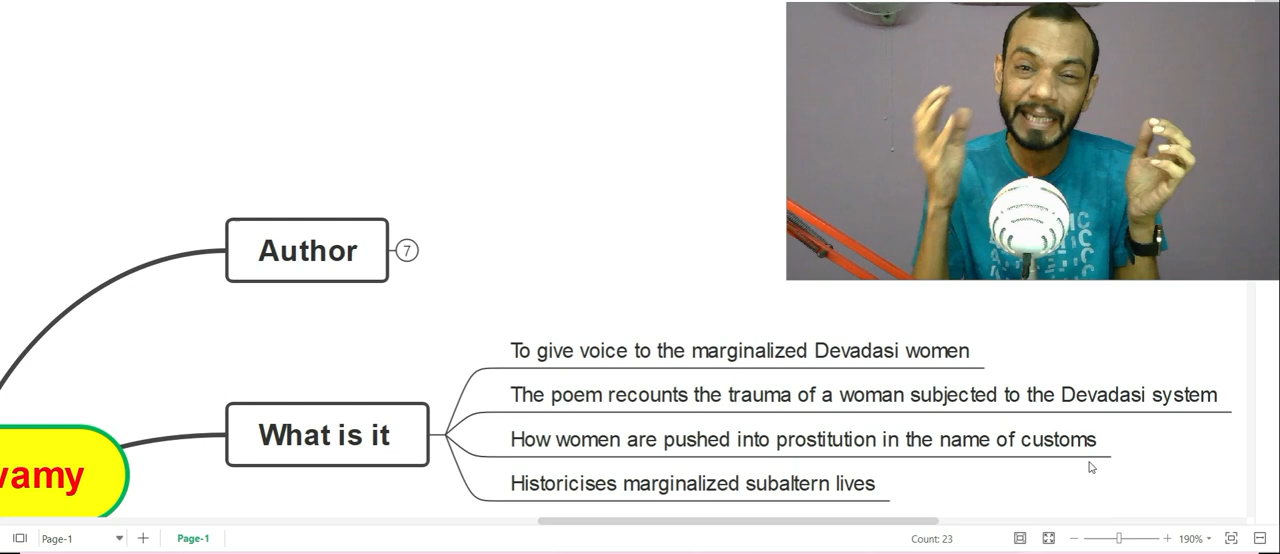 Author
7
To give voice to the marginalized Devadasi women
The poem recounts the trauma of a woman subjected to the Devadasi system
What is it
How women are pushed into prostitution in the name of customs
vamy
Historicises marginalized subaltern lives
Page-1
Page-1
Count: 23
190%